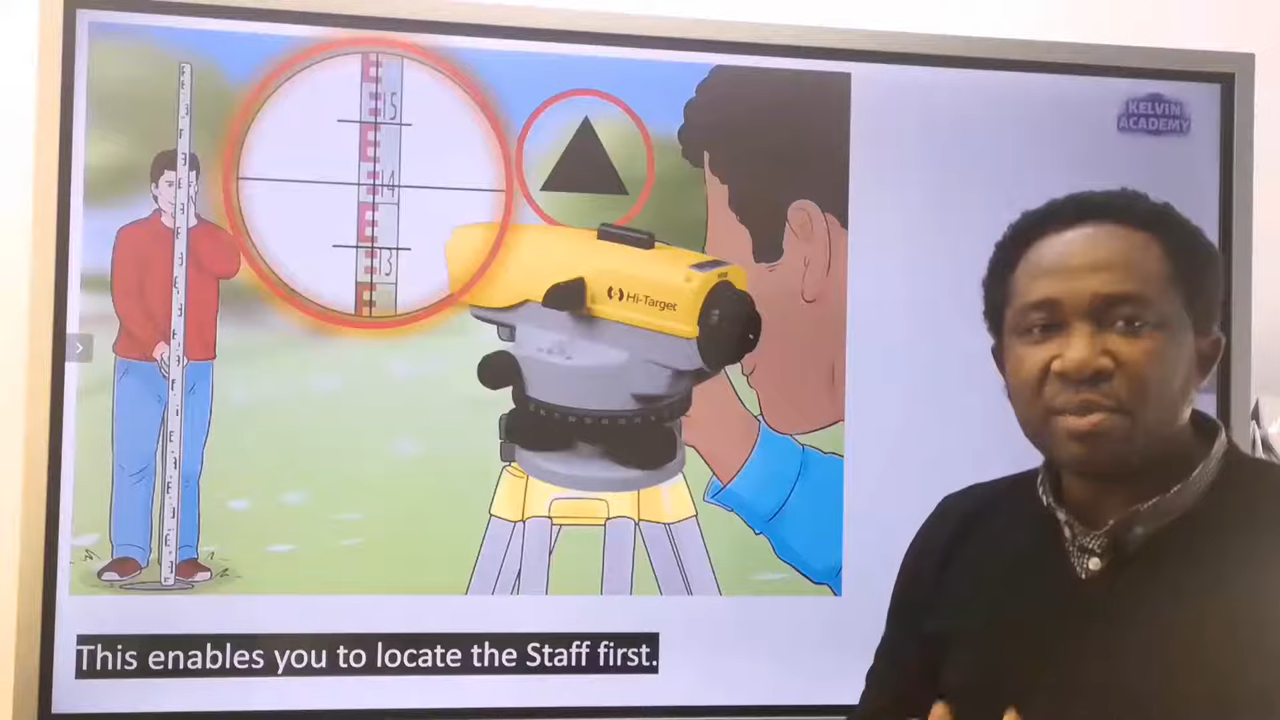 KELVIN
ACADEMY
15
14
13
Hi-Target
This enables you to locate the Staff first.